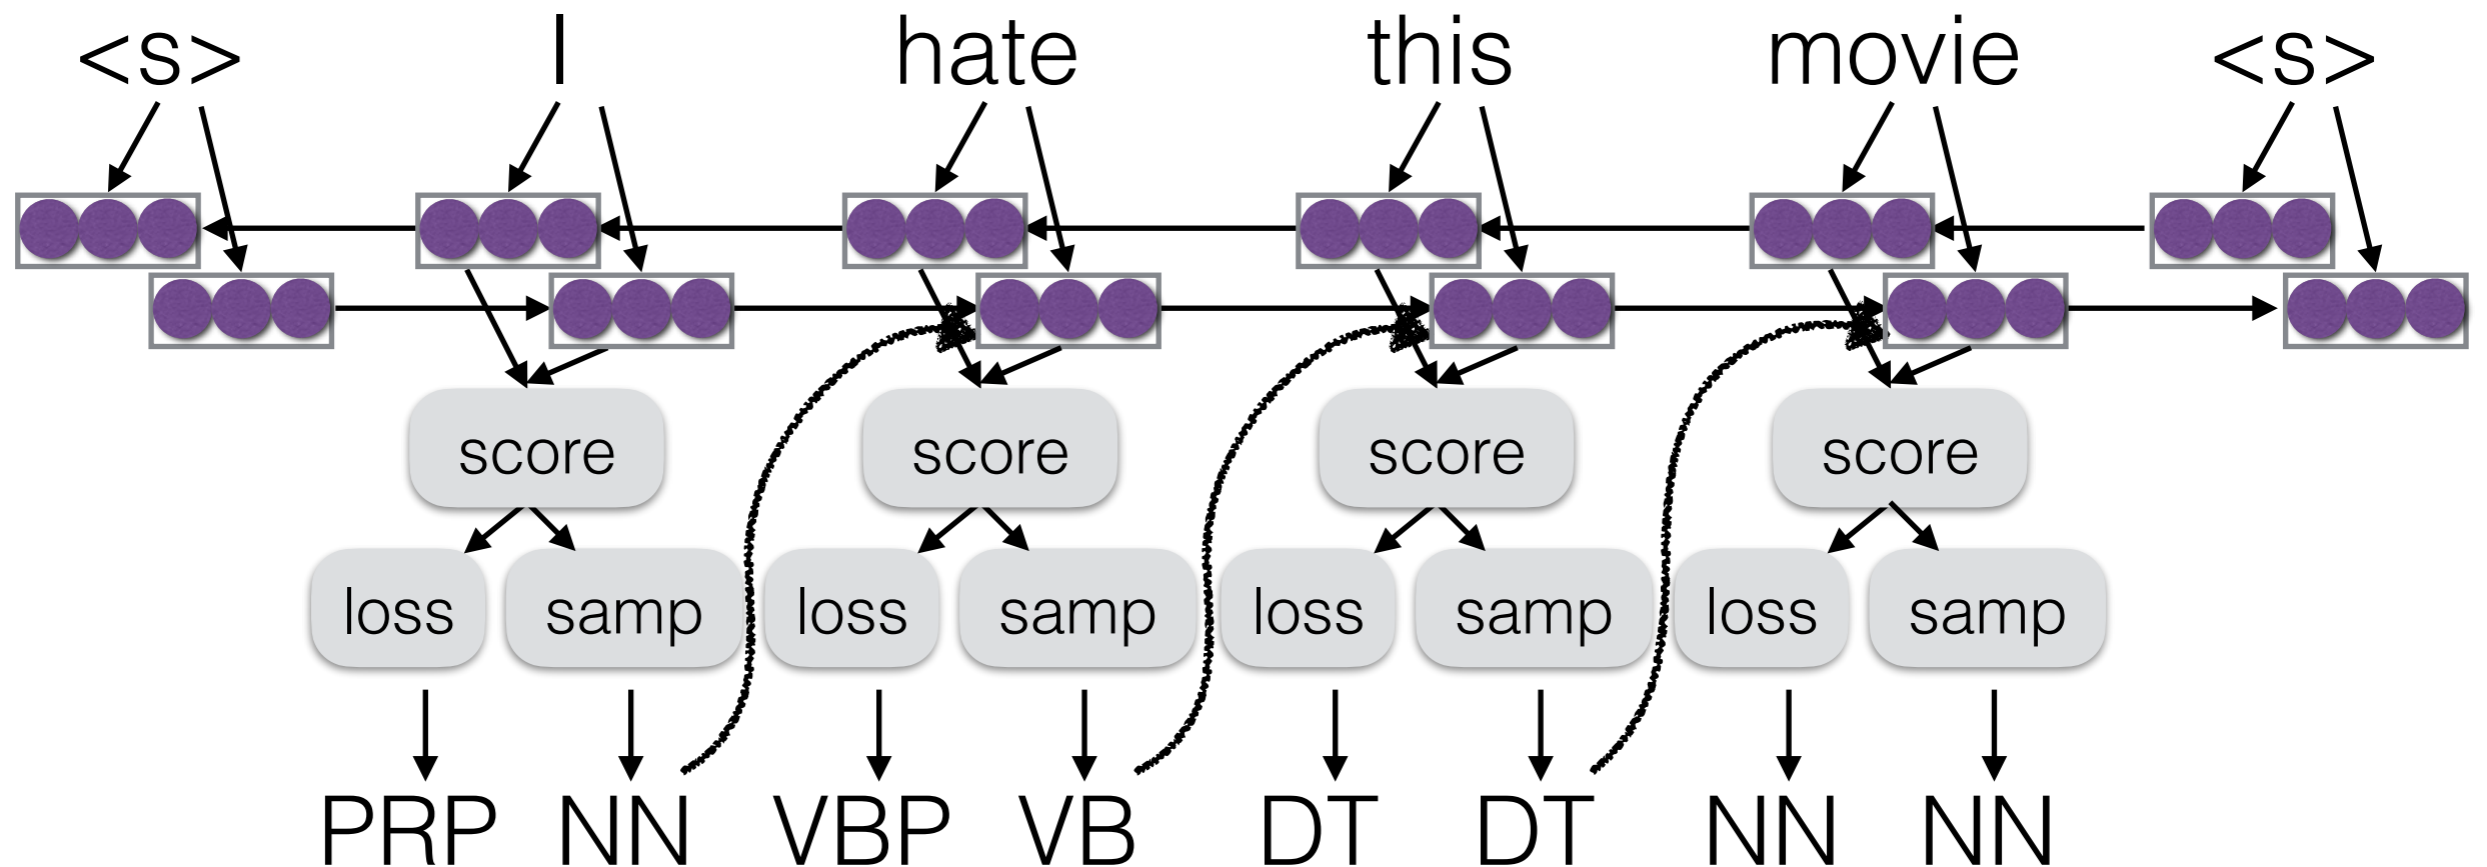 <s> I hate this movie <s>
score score score score
loss samp loss samp loss samp loss samp
PRP NN VBP VB DT DT NN NN